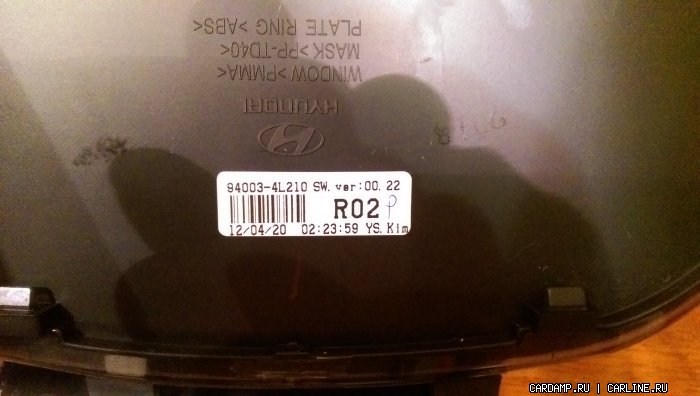 PLATE RING >ABS<
MASK >PP-TD40<
WINDOW >PMMA<
HYUNDAI
94003-4L210 SW. ver:00.22
R02
12/04/20 02:23:59 YS.Kim
CARDAMP.RU | CARLINE.RU